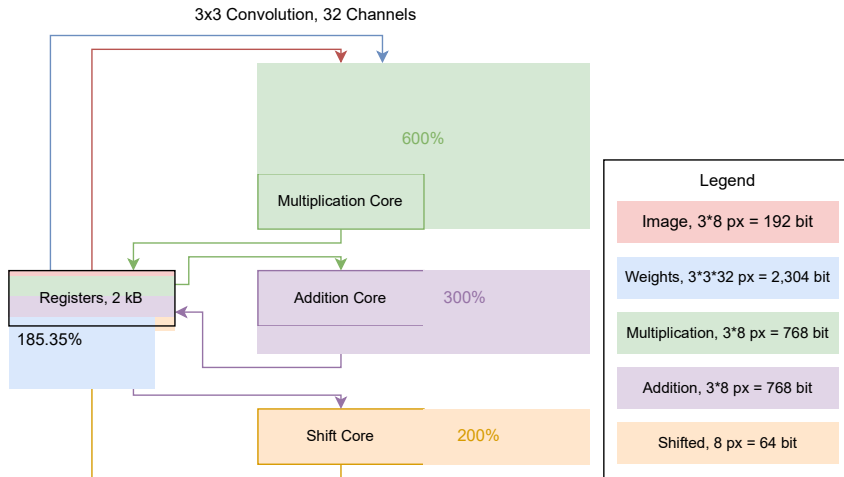 3x3 Convolution, 32 Channels
600%
Multiplication Core
Registers, 2 kB
Addition Core
300%
185.35%
Shift Core
200%
Legend
Image, 3*8 px = 192 bit
Weights, 3*3*32 px = 2,304 bit
Multiplication, 3*8 px = 768 bit
Addition, 3*8 px = 768 bit
Shifted, 8 px = 64 bit